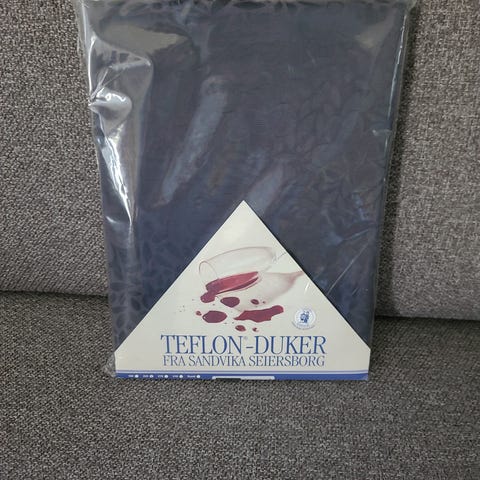 TEFLON®-DUKER
FRA SANDVIKA SEIERSBORG